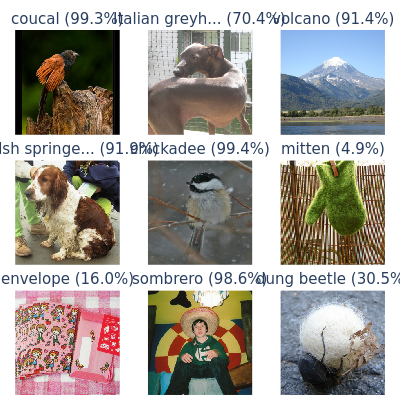 coucal (99.3%) Italian greyh... (70.4%) volcano (91.4%)
lsh springe... (91.9%) chickadee (99.4%) mitten (4.9%)
envelope (16.0%) sombrero (98.6%) dung beetle (30.5%